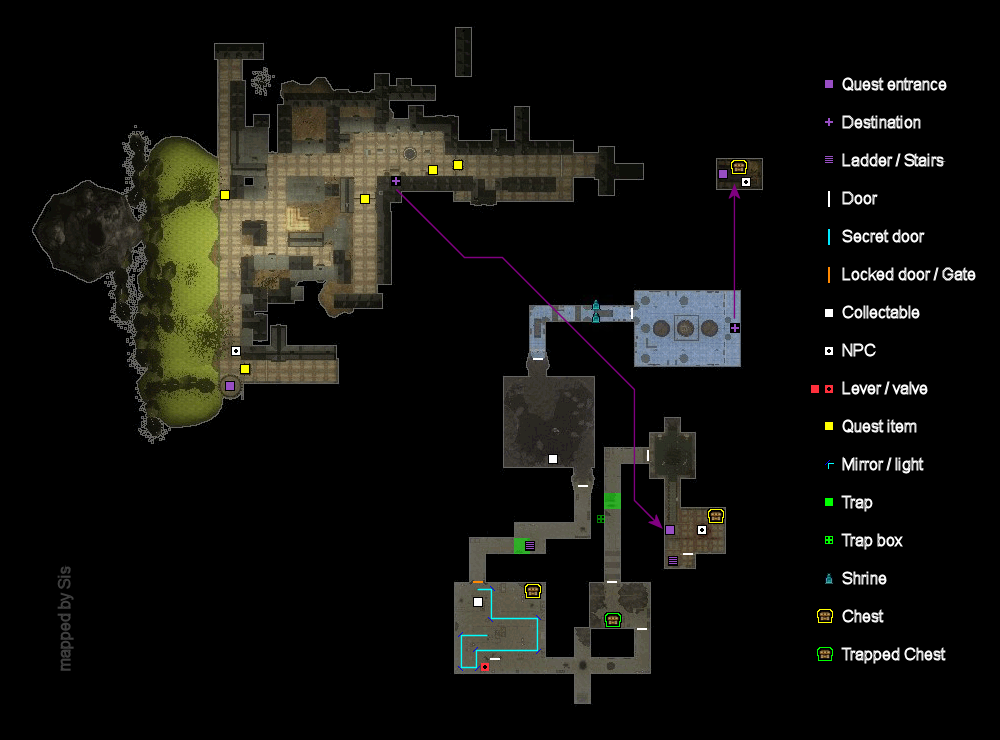 Quest entrance
Destination
Ladder / Stairs
Door
Secret door
Locked door / Gate
Collectable
NPC
Lever / valve
Quest item
Mirror / light
Trap
Trap box
Shrine
Chest
Trapped Chest
mapped by Sis